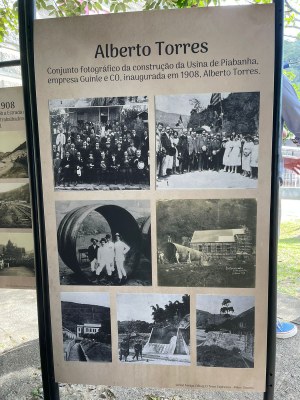 Alberto Torres
Conjunto fotográfico da construção da Usina de Piabanha,
empresa Guinle e CO, inaugurada em 1908, Alberto Torres.
1908